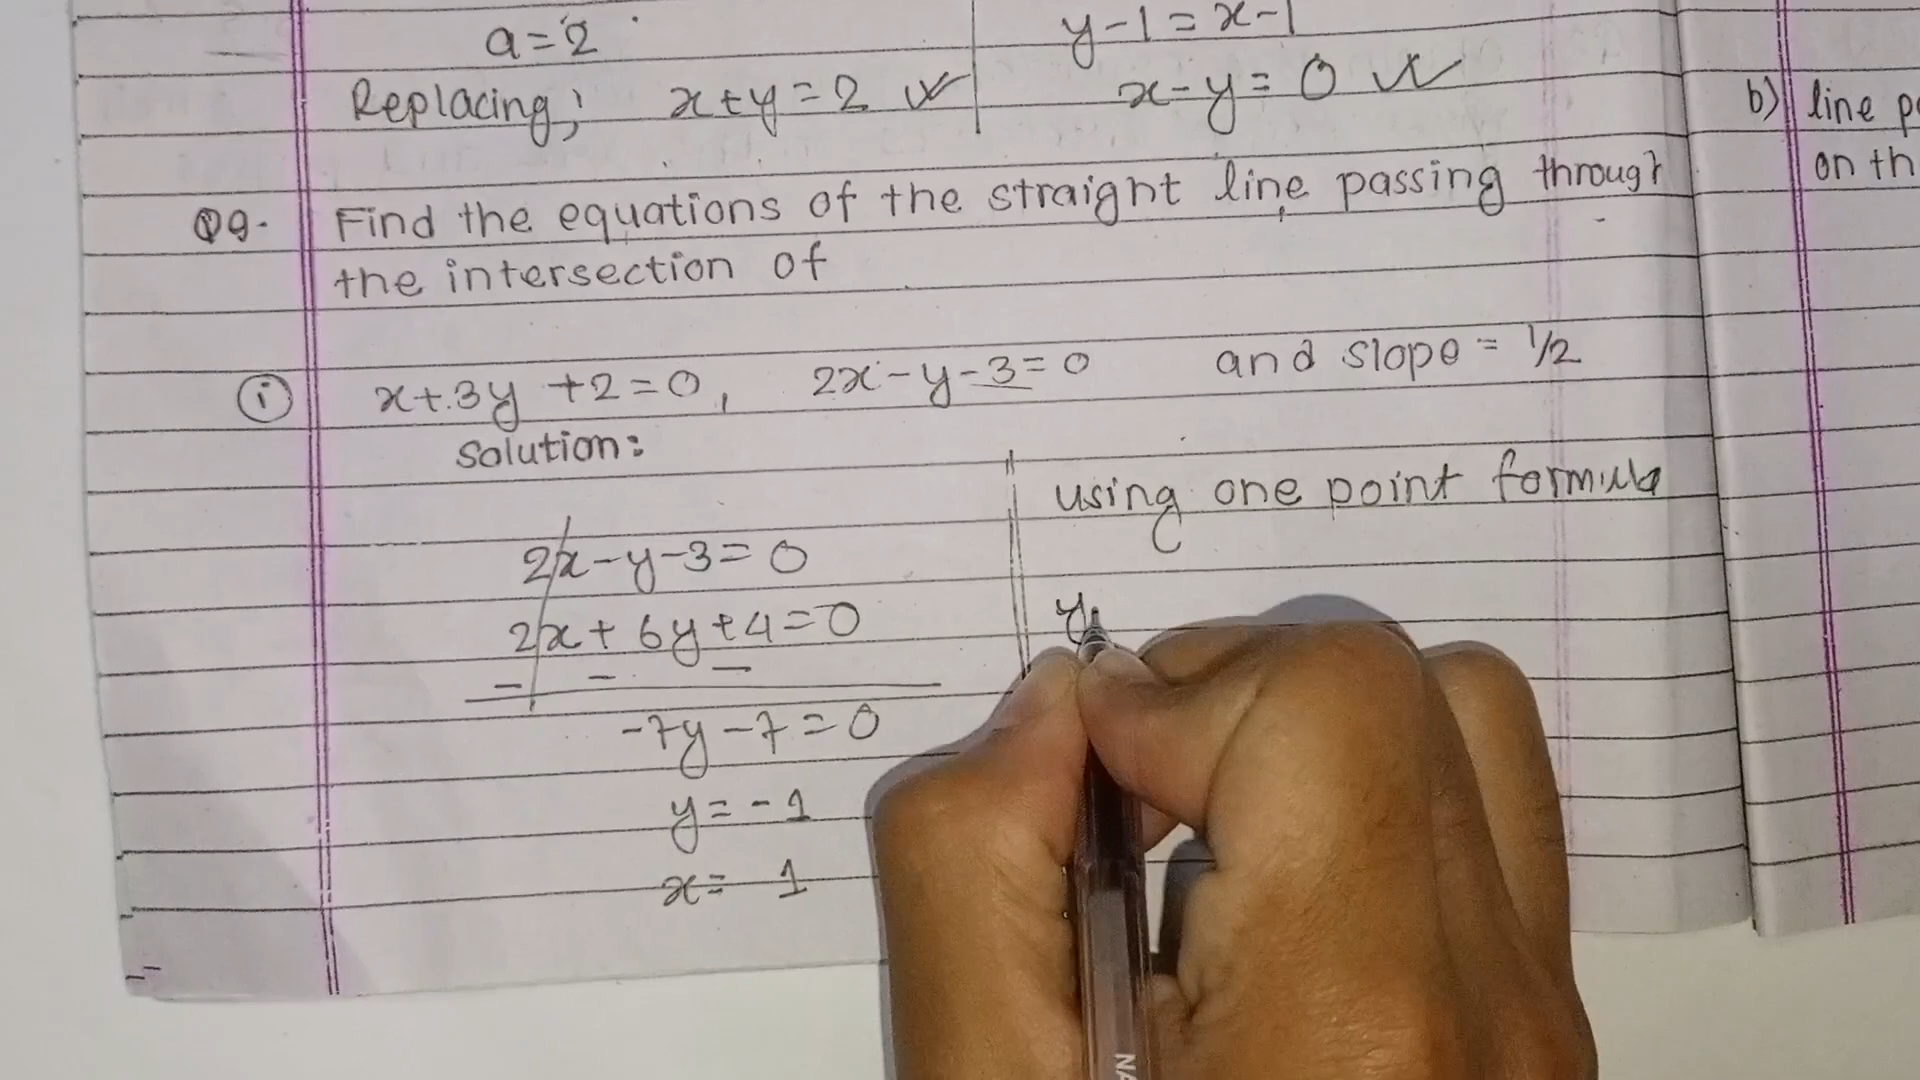 a=2
Replacing; x+y=2
y-1=x-1
x-y=0
Q9. Find the equations of the straight line passing through
the intersection of
i x+3y+2=0, 2x-y-3=0 and slope = 1/2
Solution:
2x-y-3=0
2x+6y+4=0
- - -
-7y-7=0
y=-1
x= 1
using one point formula
y
b) line
on th
NA